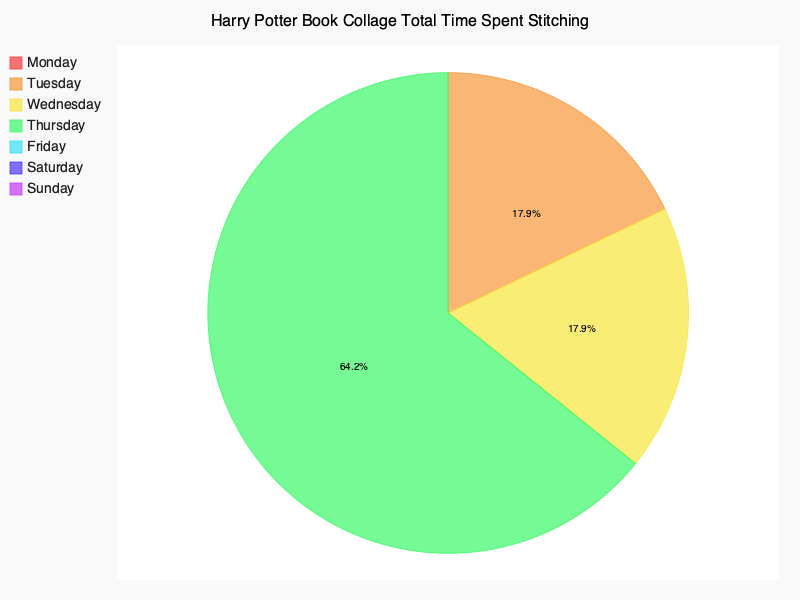 Harry Potter Book Collage Total Time Spent Stitching
Monday
Tuesday
Wednesday
Thursday
Friday
Saturday
Sunday
17.9%
17.9%
64.2%